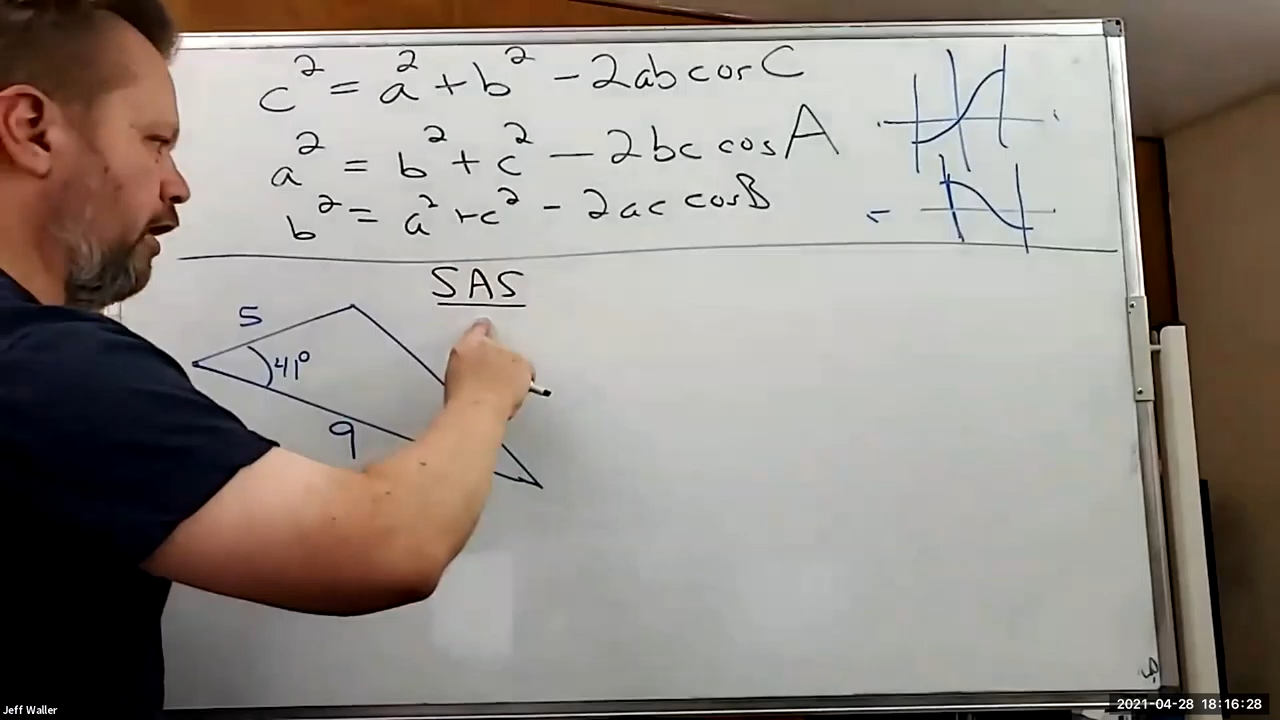 c² = a² + b² - 2ab cos C
a² = b² + c² - 2bc cos A
b² = a² + c² - 2ac cos B
SAS
5
41°
9
Jeff Waller
2021-04-28 18:16:28